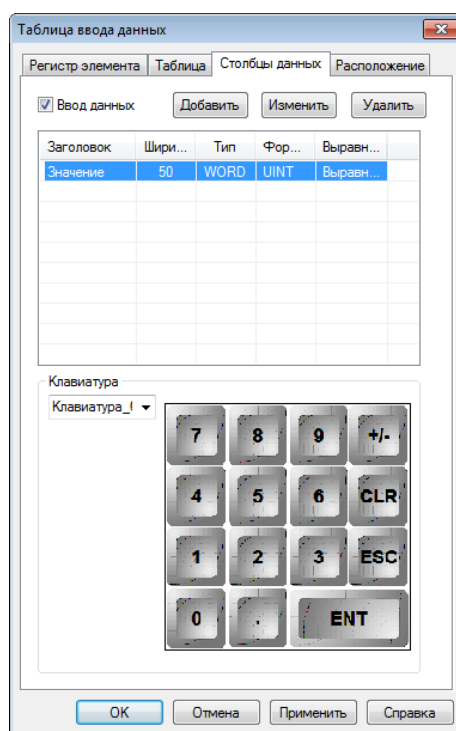 Таблица ввода данных
Регистр элемента Таблица Столбцы данных Расположение
Ввод данных Добавить Изменить Удалить
Заголовок Шири... Тип Фор... Выравн...
Значение 50 WORD UINT Выравн...
Клавиатура
Клавиатура_
7 8 9 +/-
4 5 6 CLR
1 2 3 ESC
0 . ENT
OK Отмена Применить Справка